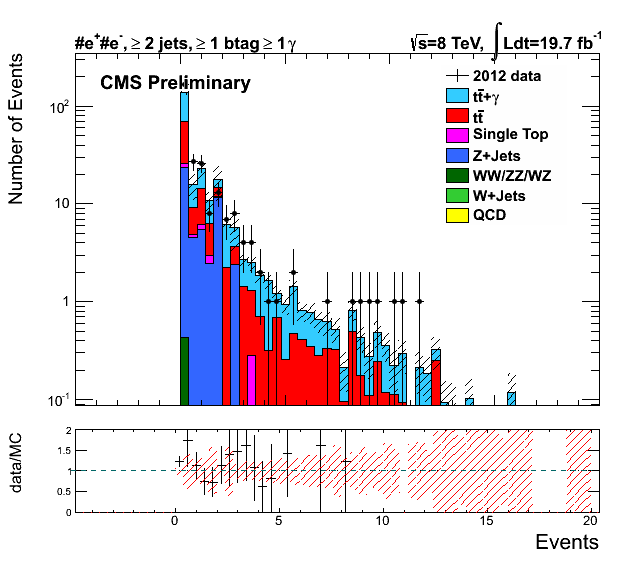 #e⁺#e⁻, ≥ 2 jets, ≥ 1 btag ≥ 1 γ
√s=8 TeV, ∫ Ldt=19.7 fb⁻¹
CMS Preliminary
2012 data
tt̄+γ
tt̄
Single Top
Z+Jets
WW/ZZ/WZ
W+Jets
QCD
Number of Events
10²
10
1
10⁻¹
data/MC
2
1.5
1
0.5
0
0 5 10 15 20
Events